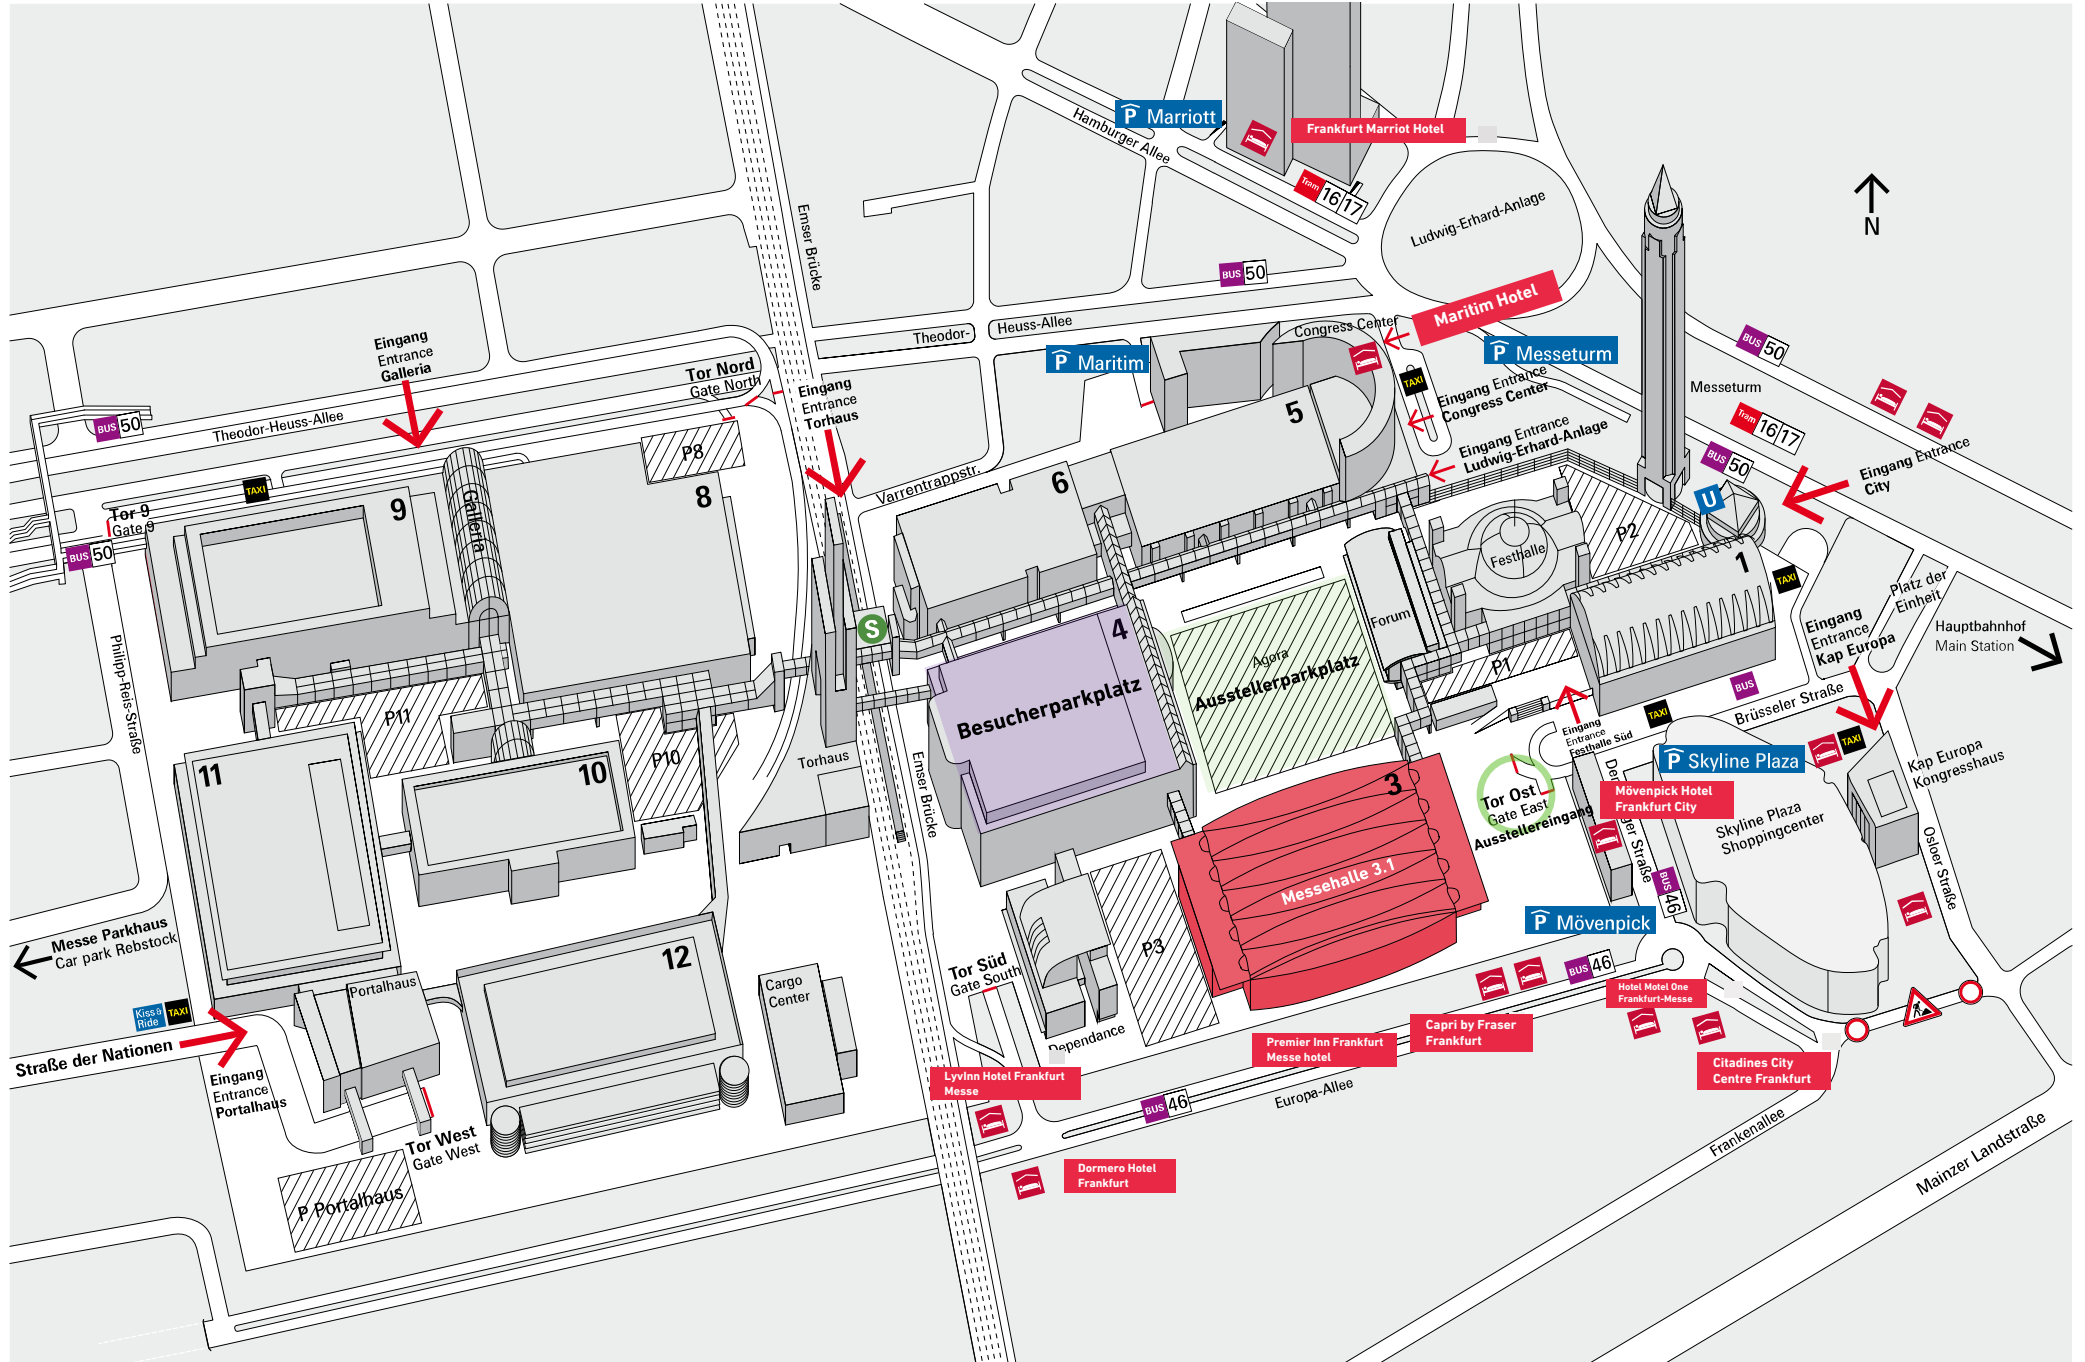 Marriott
Frankfurt Marriot Hotel
Hamburger Allee
Tram 16 17
Ludwig-Erhard-Anlage
N
Emser Brücke
BUS 50
Maritim Hotel
Theodor-
Heuss-Allee
Congress Center
P Maritim
P Messeturm
BUS 50
Messeturm
Eingang
Entrance
Galleria
Tor Nord
Gate North
Eingang
Entrance
Torhaus
TAXI
Eingang Entrance
Congress Center
Eingang Entrance
Ludwig-Erhard-Anlage
Tram 16 17
BUS 50
Eingang Entrance
City
BUS 50
Theodor-Heuss-Allee
TAXI
Tor 9
Gate 9
BUS 50
9
Galleria
P8
8
Varrentrappstr.
6
5
U
P2
Festhalle
1
TAXI
Platz der
Einheit
Hauptbahnhof
Main Station
Eingang
Entrance
Kap Europa
S
4
Besucherparkplatz
Agora
Ausstellerparkplatz
Forum
P1
BUS
Brüsseler Straße
TAXI
Eingang
Entrance
Festhalle Süd
P Skyline Plaza
TAXI
Kap Europa
Kongresshaus
Philipp-Reis-Straße
P11
P10
11
10
Torhaus
Emser Brücke
3
Messehalle 3.1
Tor Ost
Gate East
Ausstellereingang
Mövenpick Hotel
Frankfurt City
Skyline Plaza
Shoppingcenter
Osloer Straße
BUS 46
P Mövenpick
Messe Parkhaus
Car park Rebstock
12
Portalhaus
Cargo
Center
Tor Süd
Gate South
P3
Dependance
BUS 46
Hotel Motel One
Frankfurt-Messe
Kiss &
Ride
TAXI
Straße der Nationen
Eingang
Entrance
Portalhaus
Tor West
Gate West
P Portalhaus
LyvInn Hotel Frankfurt
Messe
Premier Inn Frankfurt
Messe hotel
Capri by Fraser
Frankfurt
Citadines City
Centre Frankfurt
BUS 46
Europa-Allee
Dormero Hotel
Frankfurt
Frankenallee
Mainzer Landstraße